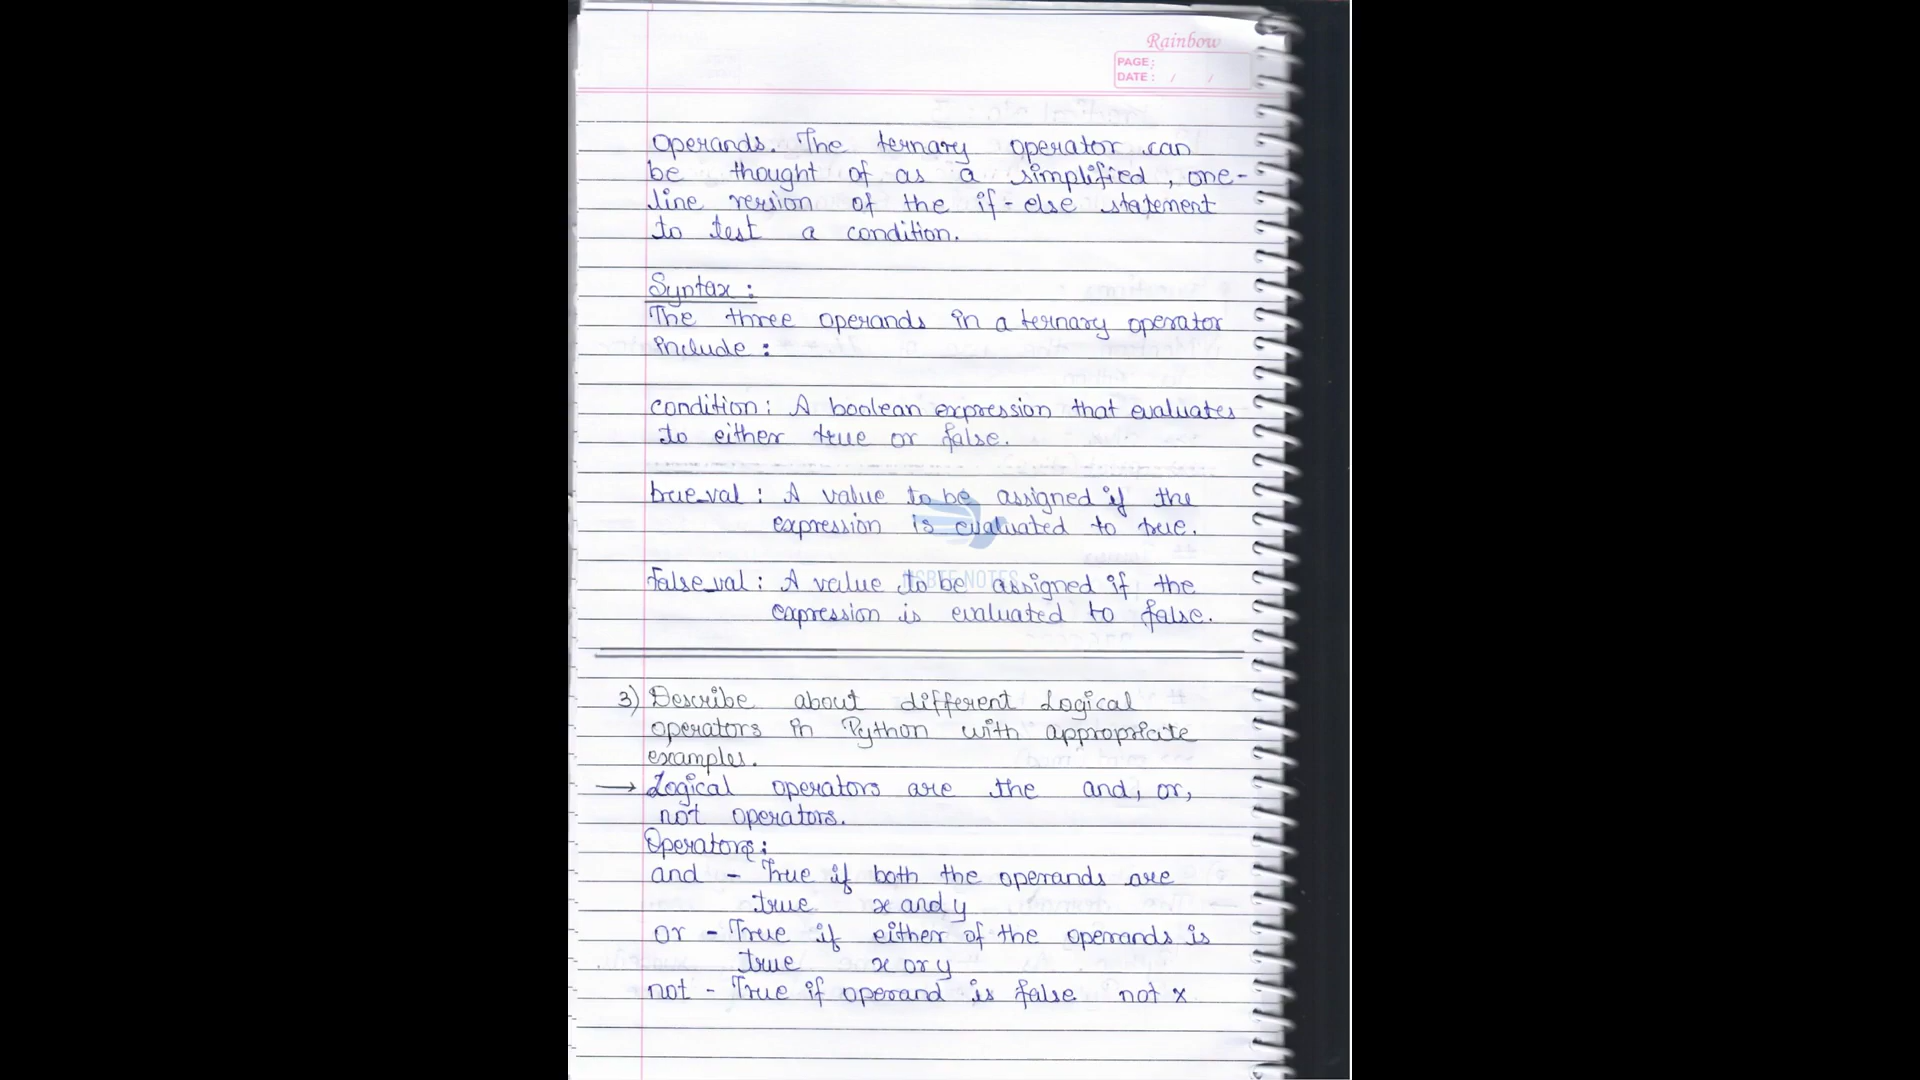 Rainbow
PAGE:
DATE: / /
operands. The ternary operator can
be thought of as a simplified, one-
line version of the if-else statement
to test a condition.
Syntax :
The three operands in a ternary operator
include :
condition : A boolean expression that evaluates
to either true or false.
true_val : A value to be assigned if the
expression is evaluated to true.
false_val : A value to be assigned if the
expression is evaluated to false.
3) Describe about different Logical
operators in Python with appropriate
examples.
→ Logical operators are the and, or,
not operators.
Operators :
and - True if both the operands are
true x and y
or - True if either of the operands is
true x or y
not - True if operand is false not x